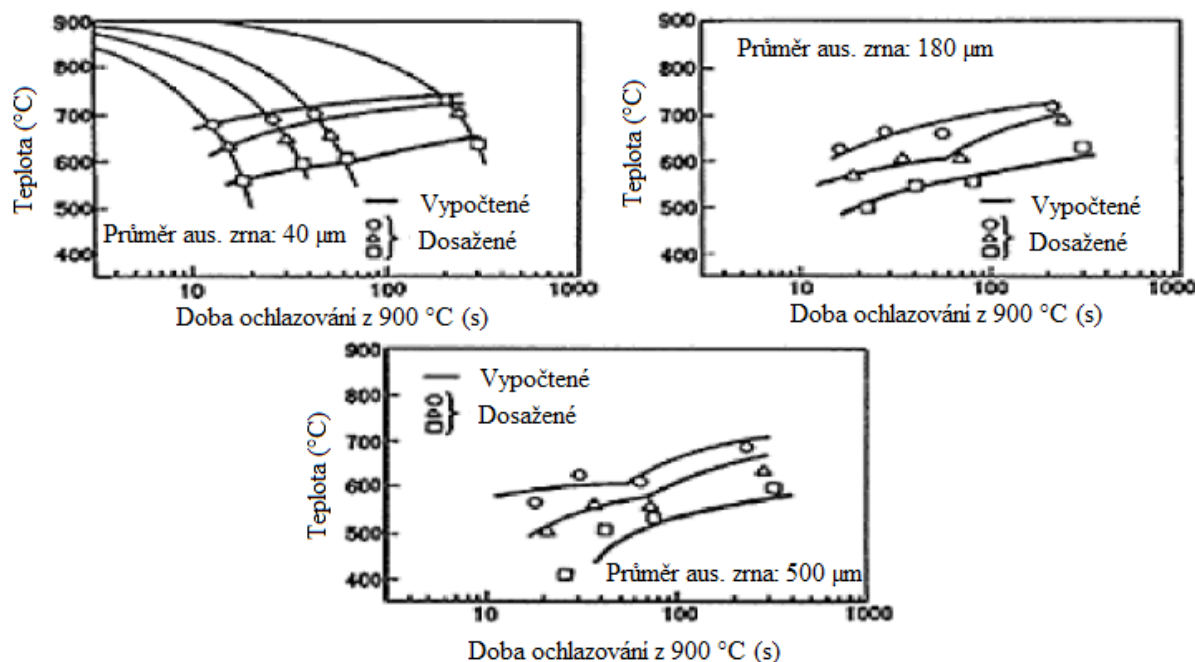 900
800
700
600
500
400
Teplota (°C)
Průměr aus. zrna: 40 μm
Vypočtené
Dosažené
10
100
1000
Doba ochlazování z 900 °C (s)
900
800
700
600
500
400
Teplota (°C)
Průměr aus. zrna: 180 μm
Vypočtené
Dosažené
10
100
1000
Doba ochlazování z 900 °C (s)
900
800
700
600
500
400
Teplota (°C)
Vypočtené
Dosažené
Průměr aus. zrna: 500 μm
10
100
1000
Doba ochlazování z 900 °C (s)